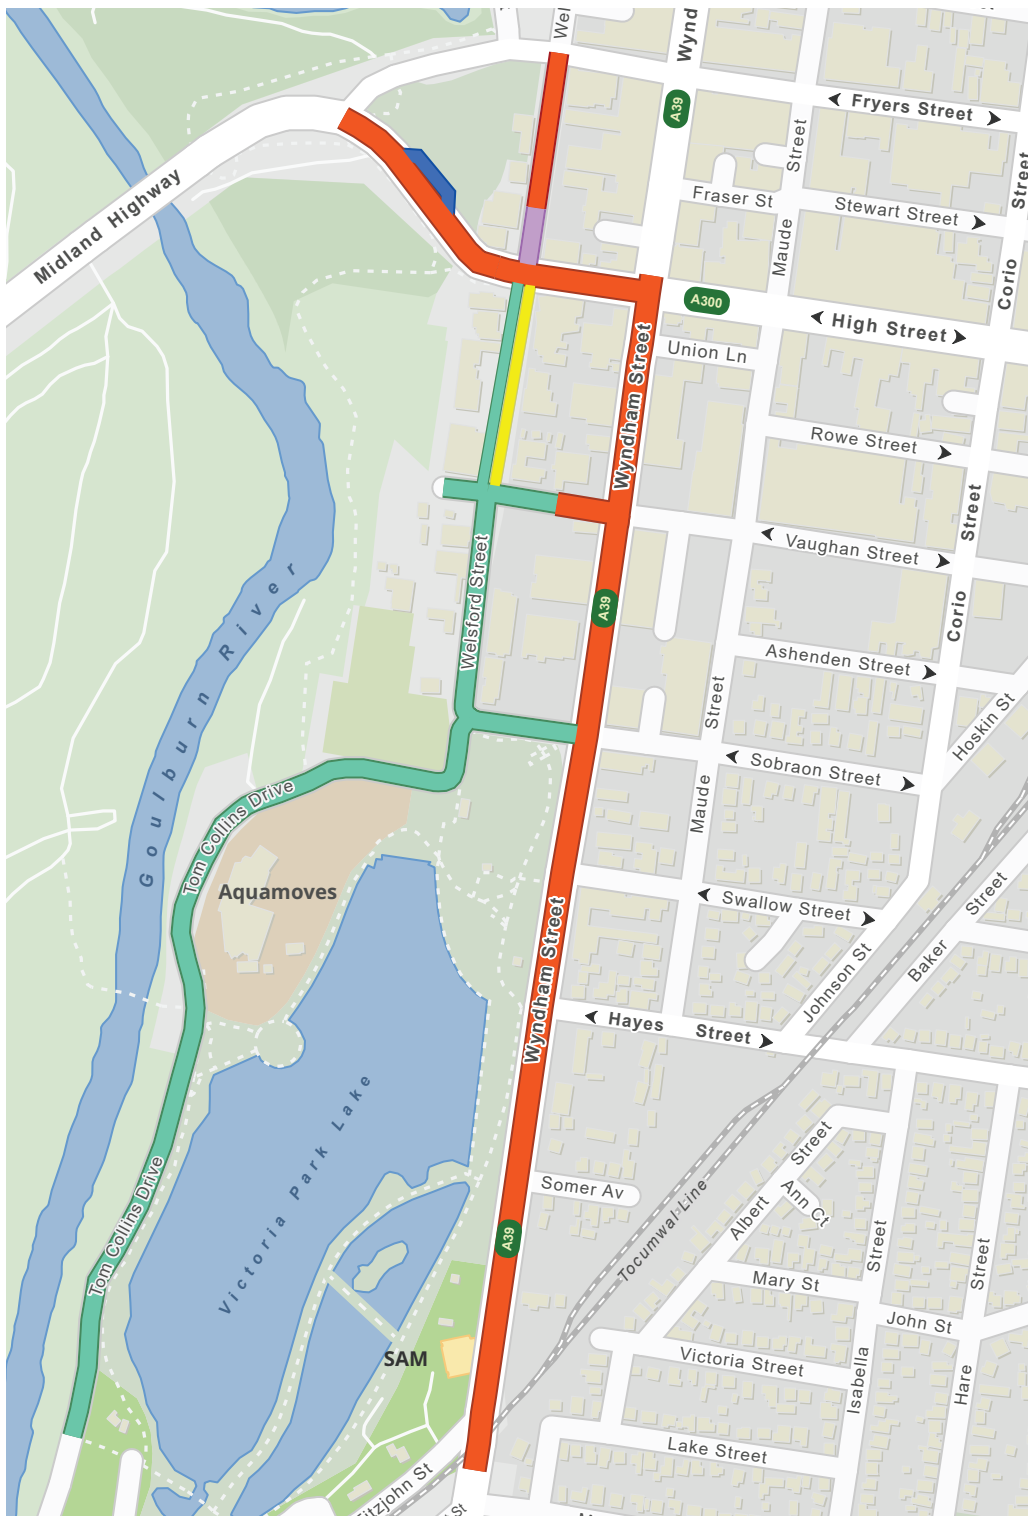 Wel
Wynd
A39
Fryers Street
Street
Street
Fraser St
Stewart Street
Midland Highway
Maude
Corio
A300
High Street
Union Ln
Wyndham Street
Rowe Street
Street
Vaughan Street
Goulburn River
Welsford Street
A39
Corio
Ashenden Street
Street
Hoskin St
Sobraon Street
Tom Collins Drive
Maude
Aquamoves
Swallow Street
Street
Baker
Johnson St
Wyndham Street
Hayes Street
Victoria Park Lake
Street
Somer Av
Ann Ct
Albert
Tocumwal Line
Tom Collins Drive
A39
Street
Street
Mary St
John St
SAM
Victoria Street
Isabella
Hare
Lake Street
itzjohn St
St